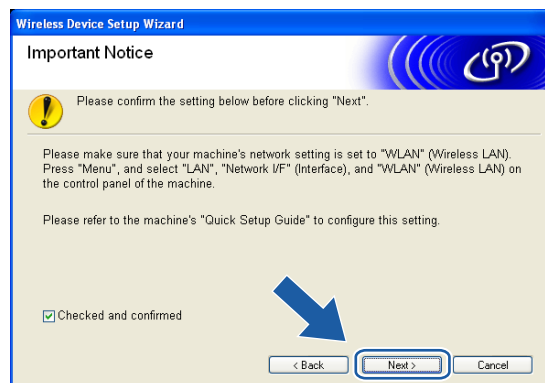 Wireless Device Setup Wizard
Important Notice
Please confirm the setting below before clicking "Next".
Please make sure that your machine's network setting is set to "WLAN" (Wireless LAN).
Press "Menu", and select "LAN", "Network I/F" (Interface), and "WLAN" (Wireless LAN) on
the control panel of the machine.
Please refer to the machine's "Quick Setup Guide" to configure this setting.
Checked and confirmed
< Back
Next >
Cancel